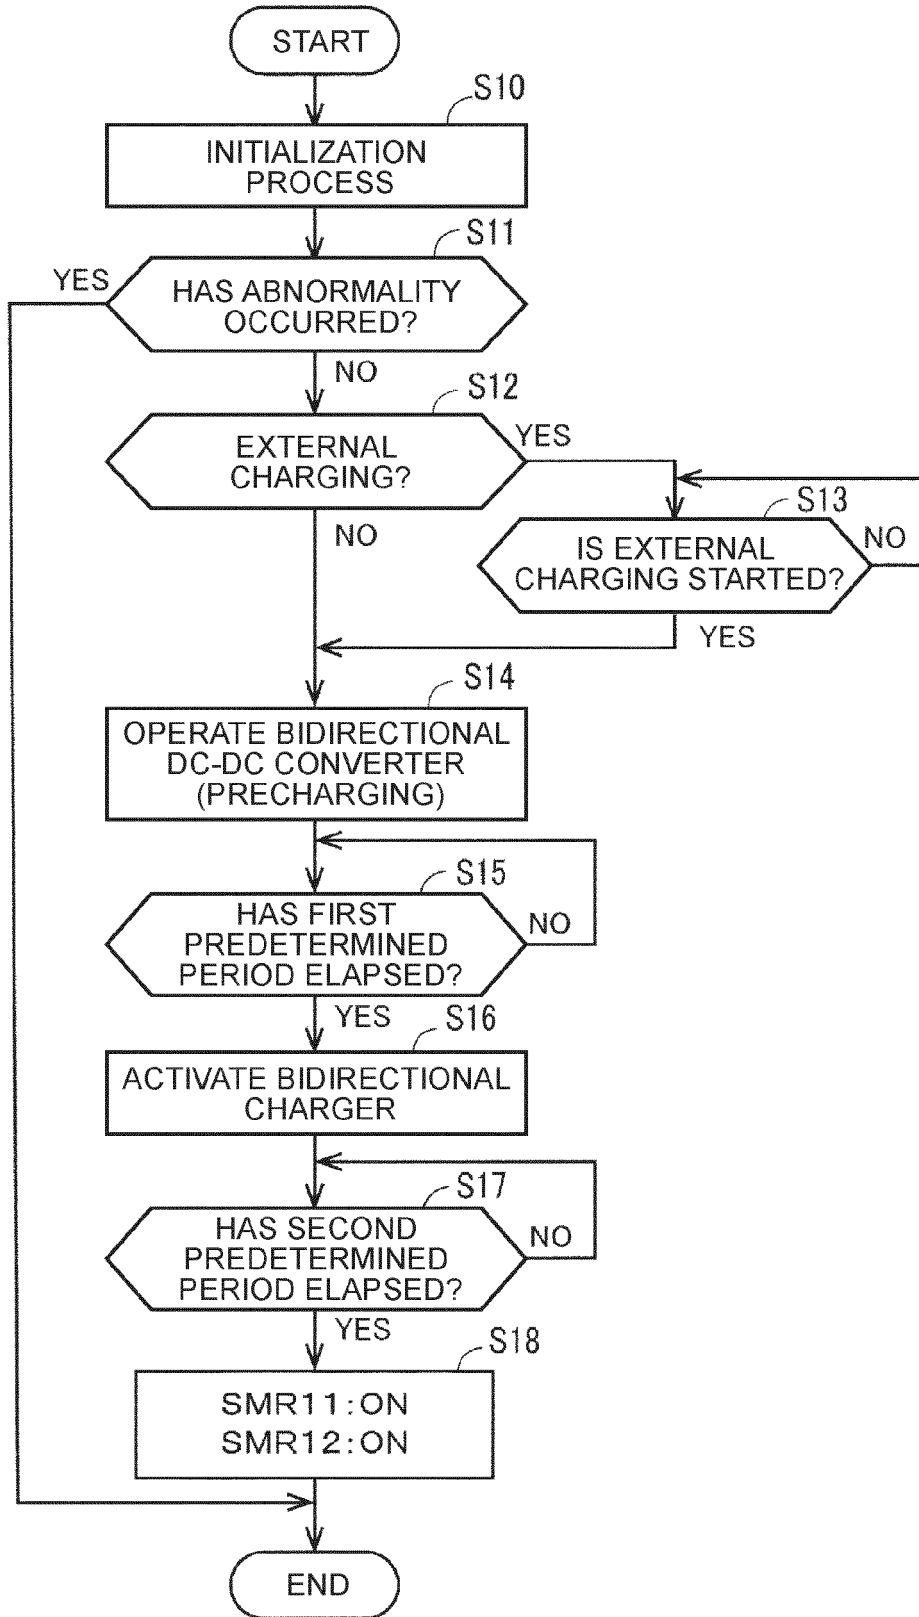 START
S10
INITIALIZATION
PROCESS
S11
YES
HAS ABNORMALITY
OCCURRED?
NO
S12
EXTERNAL
CHARGING?
YES
NO
S13
IS EXTERNAL
CHARGING STARTED?
NO
YES
S14
OPERATE BIDIRECTIONAL
DC-DC CONVERTER
(PRECHARGING)
S15
HAS FIRST
PREDETERMINED
PERIOD ELAPSED?
NO
YES
S16
ACTIVATE BIDIRECTIONAL
CHARGER
S17
HAS SECOND
PREDETERMINED
PERIOD ELAPSED?
NO
YES
S18
SMR11:ON
SMR12:ON
END